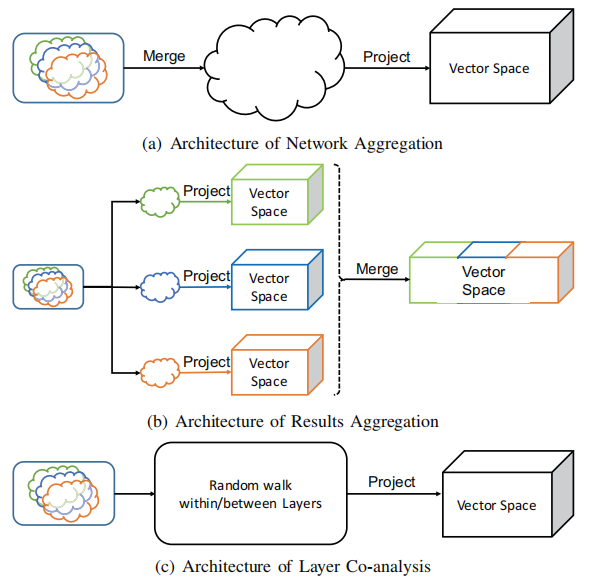 Merge
Project
Vector Space
(a) Architecture of Network Aggregation
Project
Vector
Space
Project
Vector
Space
Merge
Vector
Space
Project
Vector
Space
(b) Architecture of Results Aggregation
Random walk
within/between Layers
Project
Vector Space
(c) Architecture of Layer Co-analysis